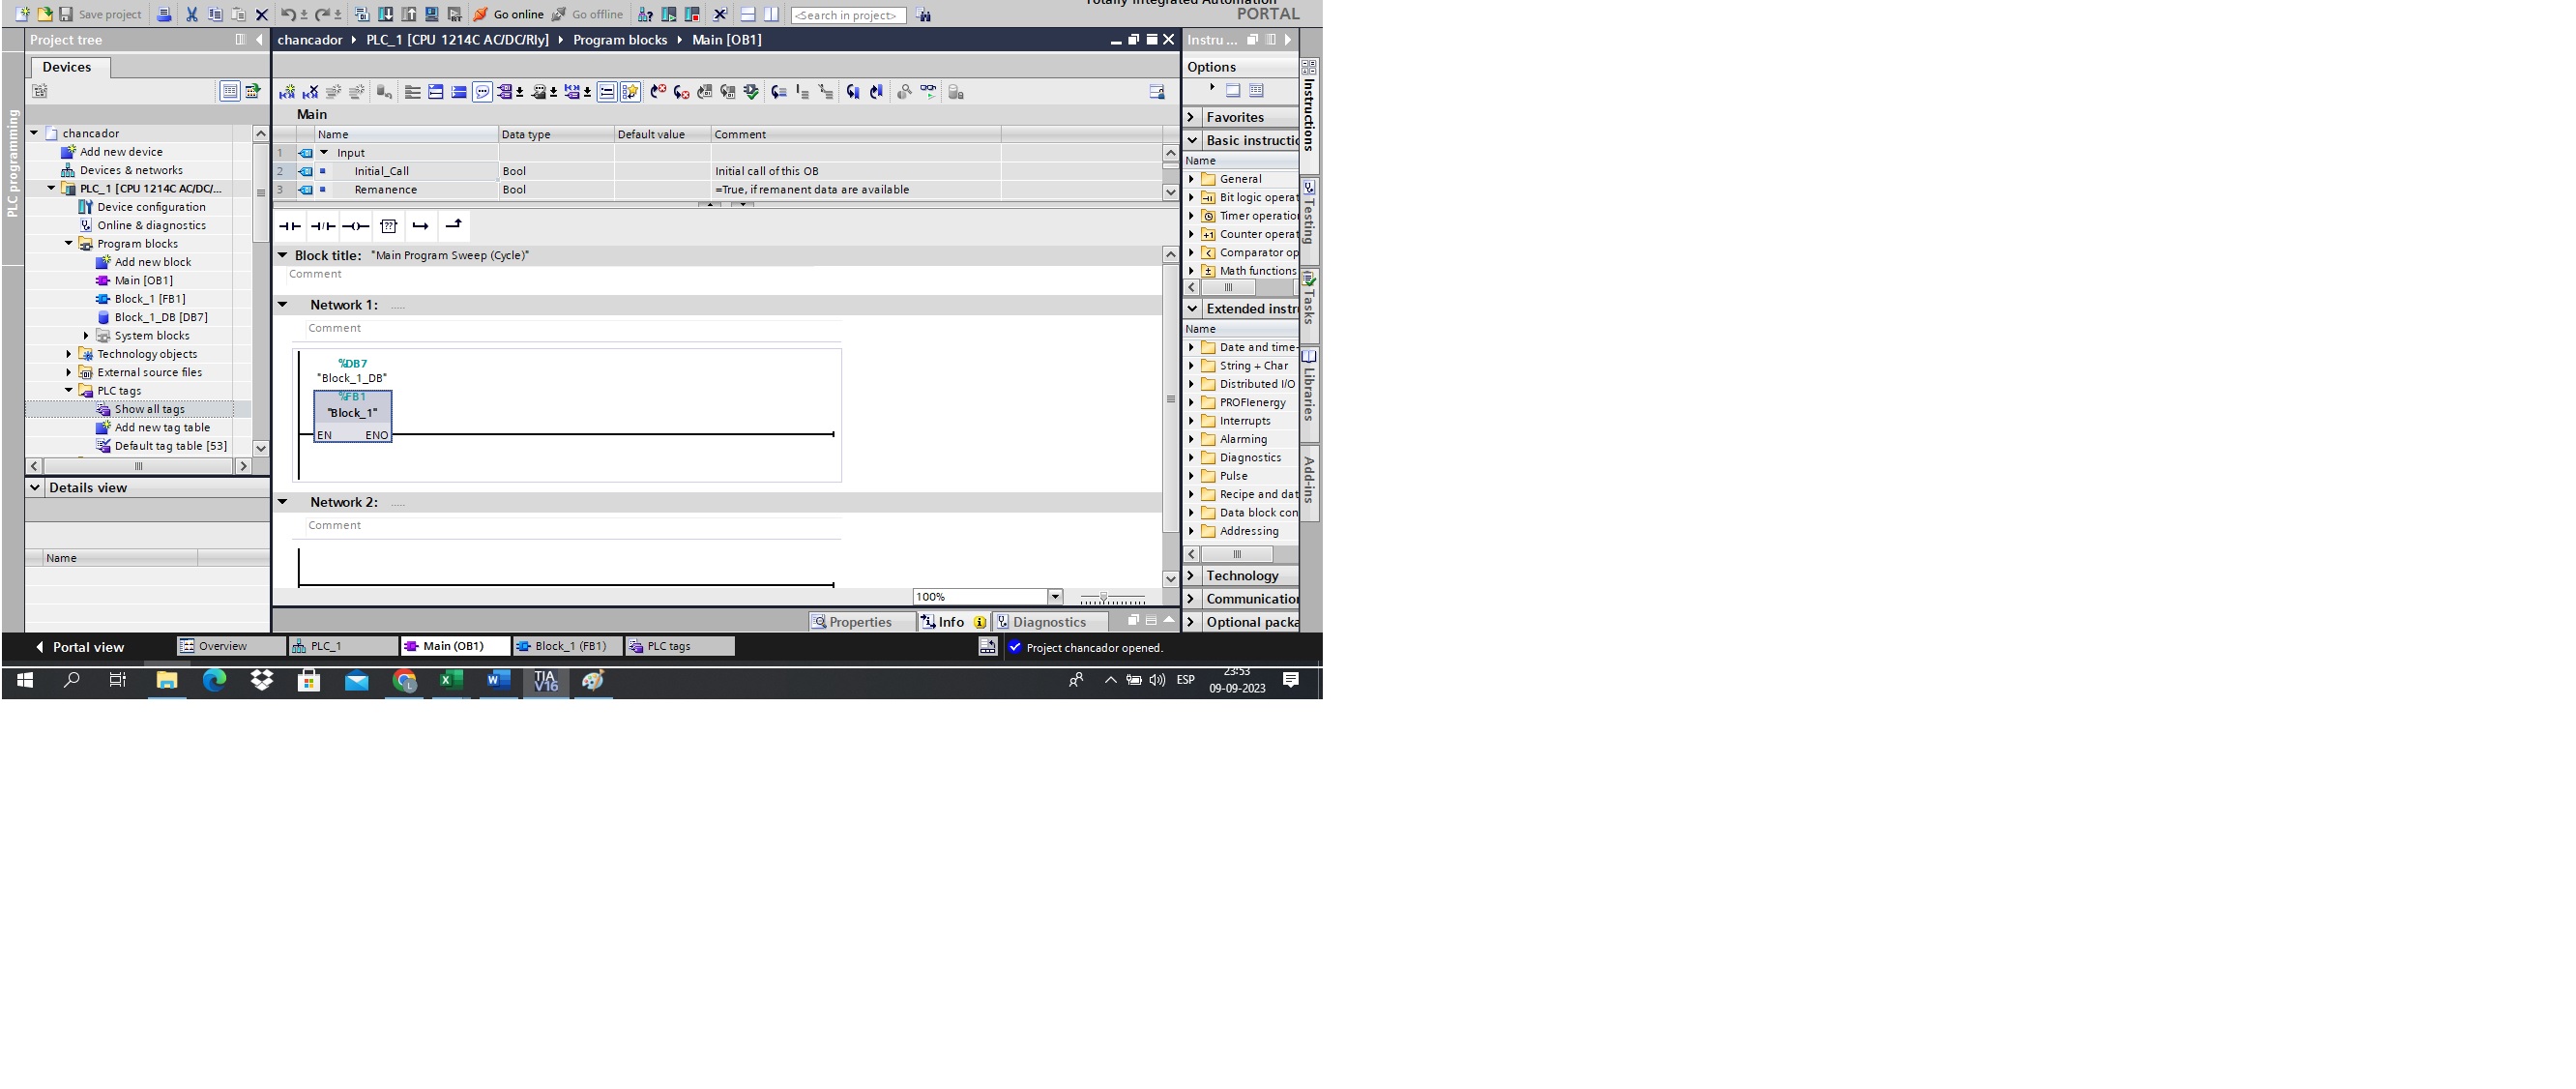 Totally Integrated Automation
PORTAL
Save project
Go online
Go offline
<Search in project>
Project tree
chancador PLC_1 [CPU 1214C AC/DC/Rly] Program blocks Main [OB1]
Instru ...
Devices
Options
PLC programming
Main
Name Data type Default value Comment
1 Input
2 Initial_Call Bool Initial call of this OB
3 Remanence Bool =True, if remanent data are available
chancador
Add new device
Devices & networks
PLC_1 [CPU 1214C AC/DC/...
Device configuration
Online & diagnostics
Program blocks
Add new block
Main [OB1]
Block_1 [FB1]
Block_1_DB [DB7]
System blocks
Technology objects
External source files
PLC tags
Show all tags
Add new tag table
Default tag table [53]
Details view
Name
Block title: "Main Program Sweep (Cycle)"
Comment
Network 1: .....
Comment
%DB7
"Block_1_DB"
%FB1
"Block_1"
EN ENO
Network 2: .....
Comment
100%
Properties
Info
Diagnostics
Favorites
Basic instructio
Name
General
Bit logic operat
Timer operatio
Counter operat
Comparator op
Math functions
Extended instr
Name
Date and time-
String + Char
Distributed I/O
PROFIenergy
Interrupts
Alarming
Diagnostics
Pulse
Recipe and dat
Data block con
Addressing
Technology
Communication
Optional packa
Instructions
Testing
Tasks
Libraries
Add-ins
Portal view
Overview
PLC_1
Main (OB1)
Block_1 (FB1)
PLC tags
Project chancador opened.
TIA
V16
ESP
23:53
09-09-2023